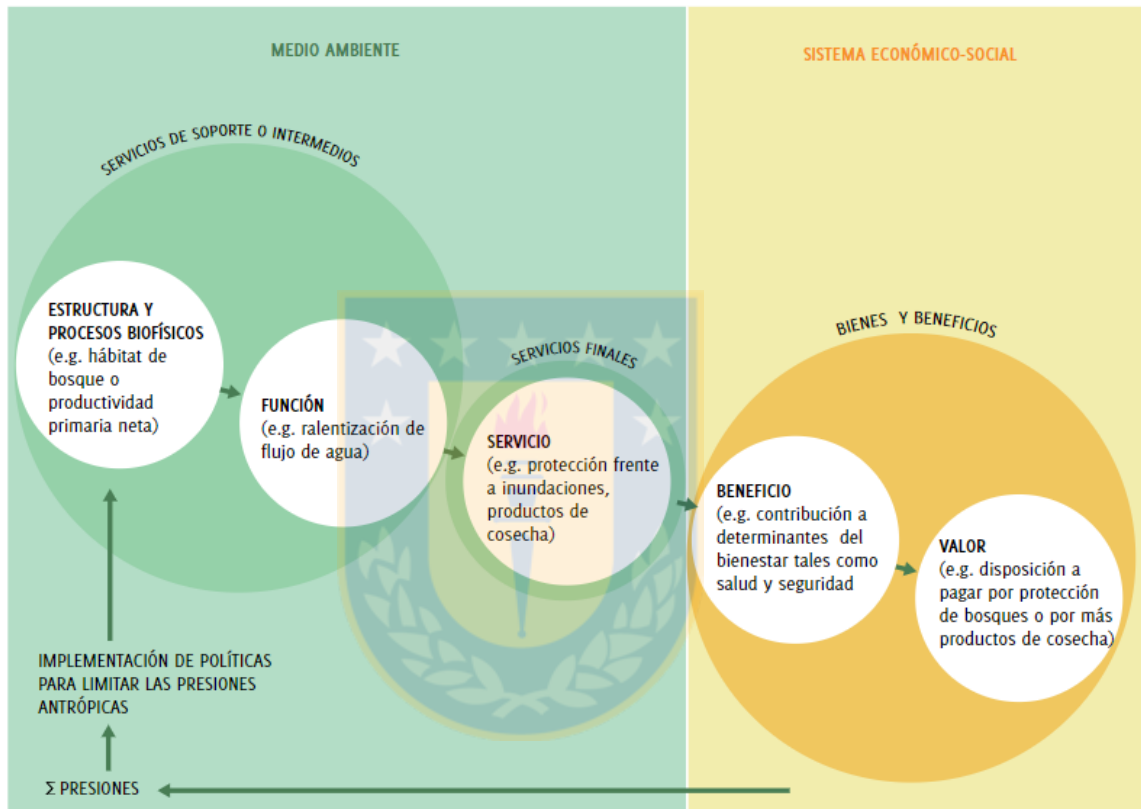 MEDIO AMBIENTE
SISTEMA ECONÓMICO-SOCIAL
SERVICIOS DE SOPORTE O INTERMEDIOS
ESTRUCTURA Y
PROCESOS BIOFÍSICOS
(e.g. hábitat de
bosque o
productividad
primaria neta)
FUNCIÓN
(e.g. ralentización de
flujo de agua)
SERVICIOS FINALES
SERVICIO
(e.g. protección frente
a inundaciones,
productos de
cosecha)
BIENES Y BENEFICIOS
BENEFICIO
(e.g. contribución a
determinantes del
bienestar tales como
salud y seguridad
VALOR
(e.g. disposición a
pagar por protección
de bosques o por más
productos de cosecha)
IMPLEMENTACIÓN DE POLÍTICAS
PARA LIMITAR LAS PRESIONES
ANTRÓPICAS
Σ PRESIONES